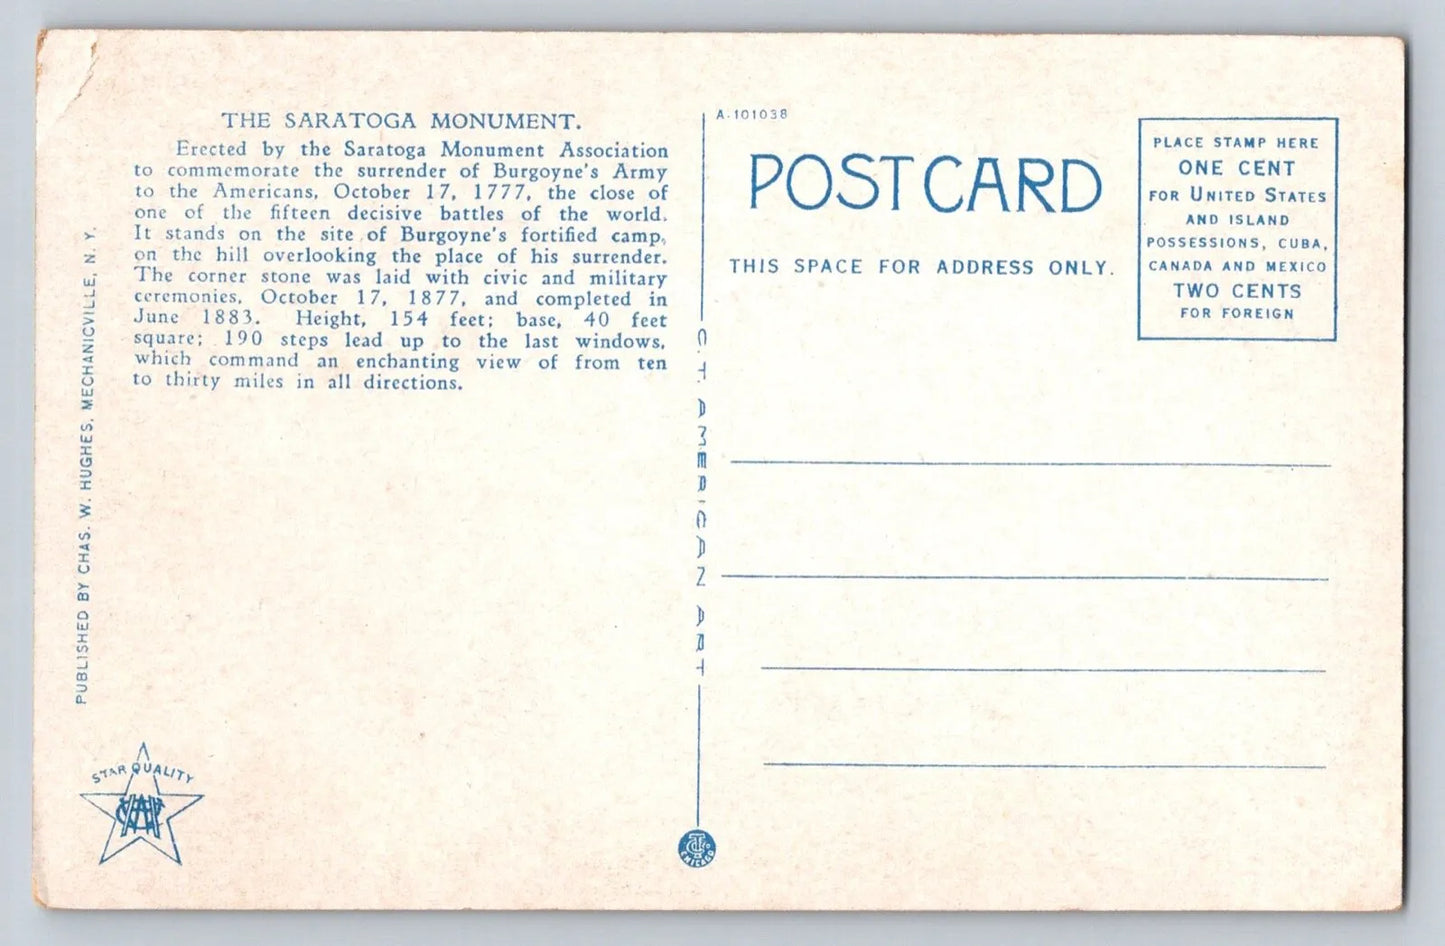 THE SARATOGA MONUMENT.
Erected by the Saratoga Monument Association
to commemorate the surrender of Burgoyne's Army
to the Americans, October 17, 1777, the close of
one of the fifteen decisive battles of the world.
It stands on the site of Burgoyne's fortified camp,
on the hill overlooking the place of his surrender.
The corner stone was laid with civic and military
ceremonies, October 17, 1877, and completed in
June 1883. Height, 154 feet; base, 40 feet
square; 190 steps lead up to the last windows,
which command an enchanting view of from ten
to thirty miles in all directions.
PUBLISHED BY CHAS. W. HUGHES, MECHANICVILLE, N. Y.
STAR QUALITY
C.T. AMERICAN ART
CHICAGO
A-101038
POSTCARD
THIS SPACE FOR ADDRESS ONLY.
PLACE STAMP HERE
ONE CENT
FOR UNITED STATES
AND ISLAND
POSSESSIONS, CUBA,
CANADA AND MEXICO
TWO CENTS
FOR FOREIGN